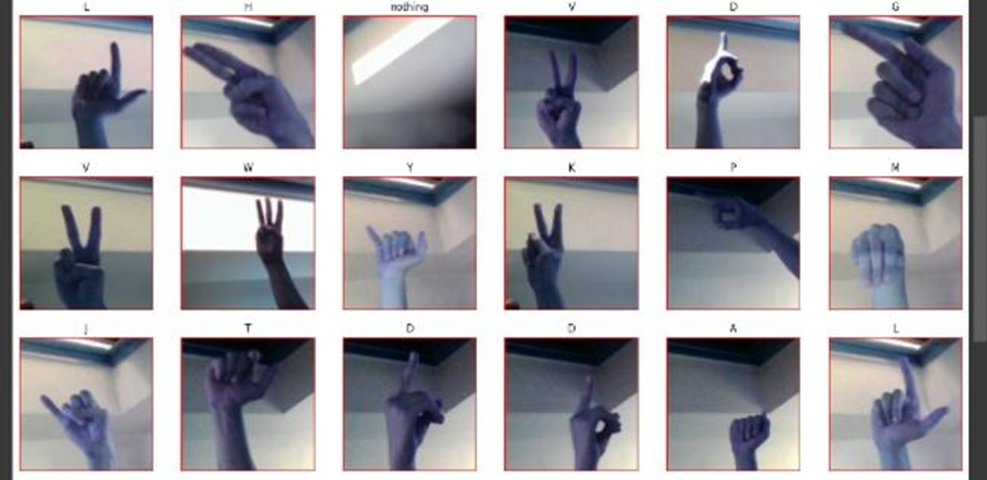 L H nothing V D G
V W Y K P M
J T D D A L